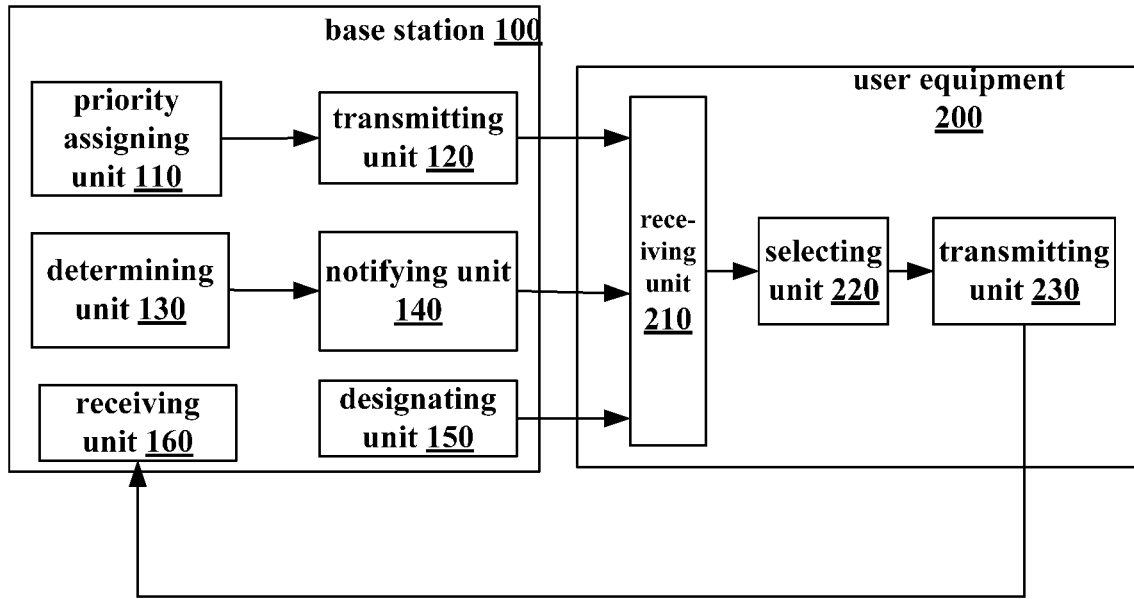 base station 100
priority
assigning
unit 110
transmitting
unit 120
determining
unit 130
notifying unit
140
receiving
unit 160
designating
unit 150
user equipment
200
rece-
iving
unit
210
selecting
unit 220
transmitting
unit 230